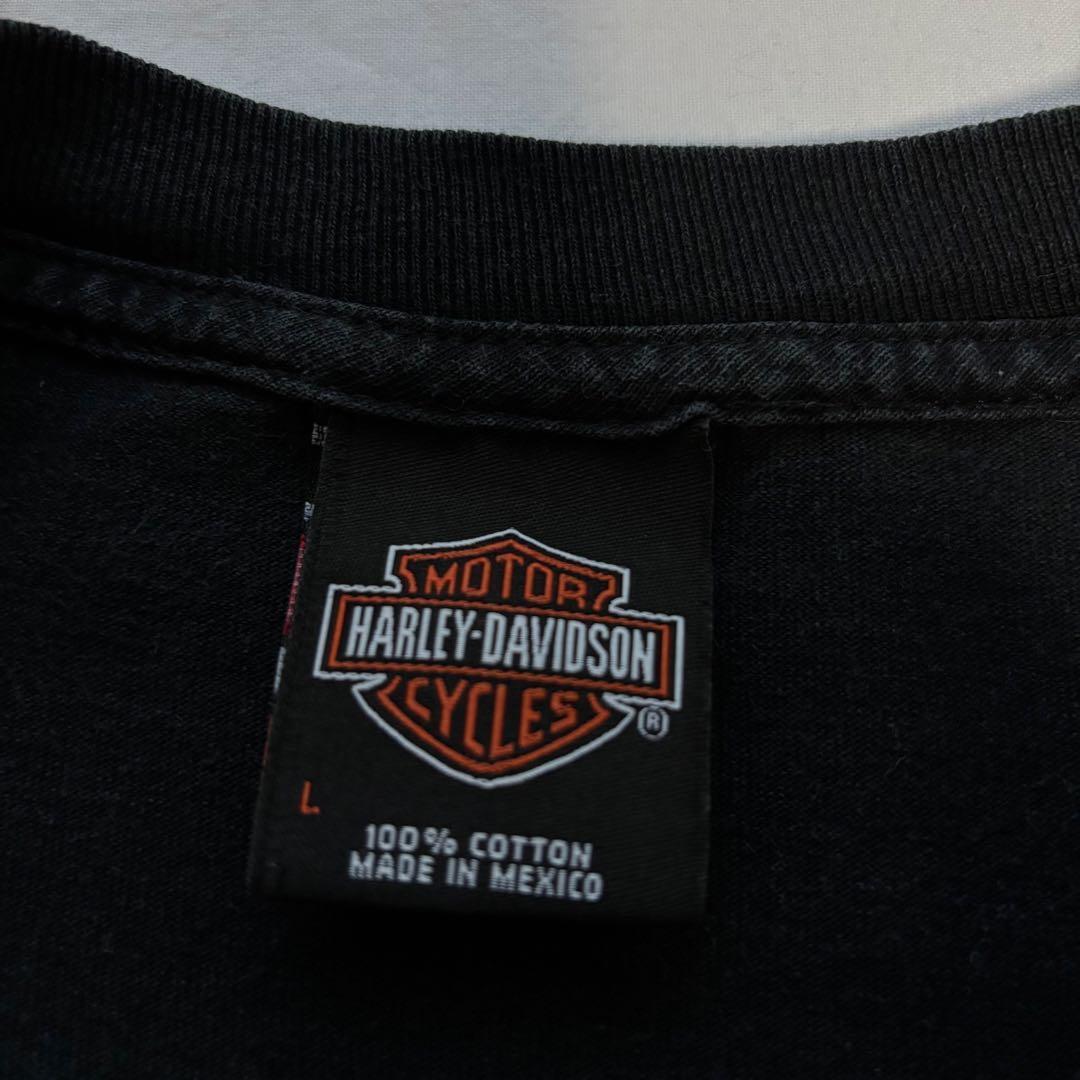 MOTOR
HARLEY-DAVIDSON
CYCLES
®
L
100% COTTON
MADE IN MEXICO